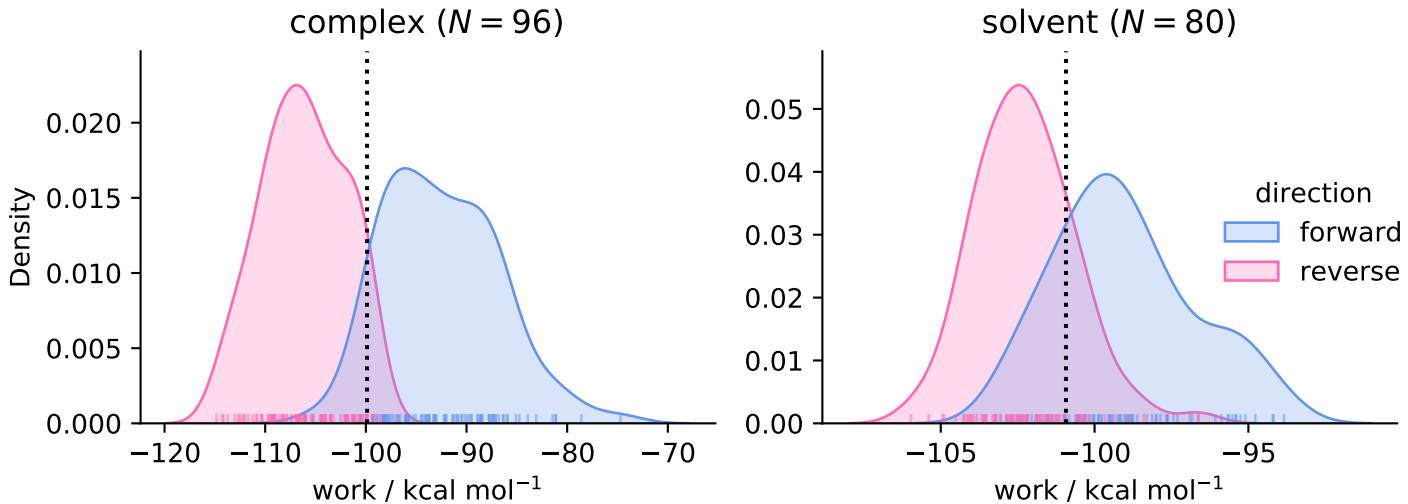 complex (N = 96)
Density
0.020
0.015
0.010
0.005
0.000
−120 −110 −100 −90 −80 −70
work / kcal mol⁻¹
solvent (N = 80)
0.05
0.04
0.03
0.02
0.01
0.00
−105 −100 −95
work / kcal mol⁻¹
direction
forward
reverse